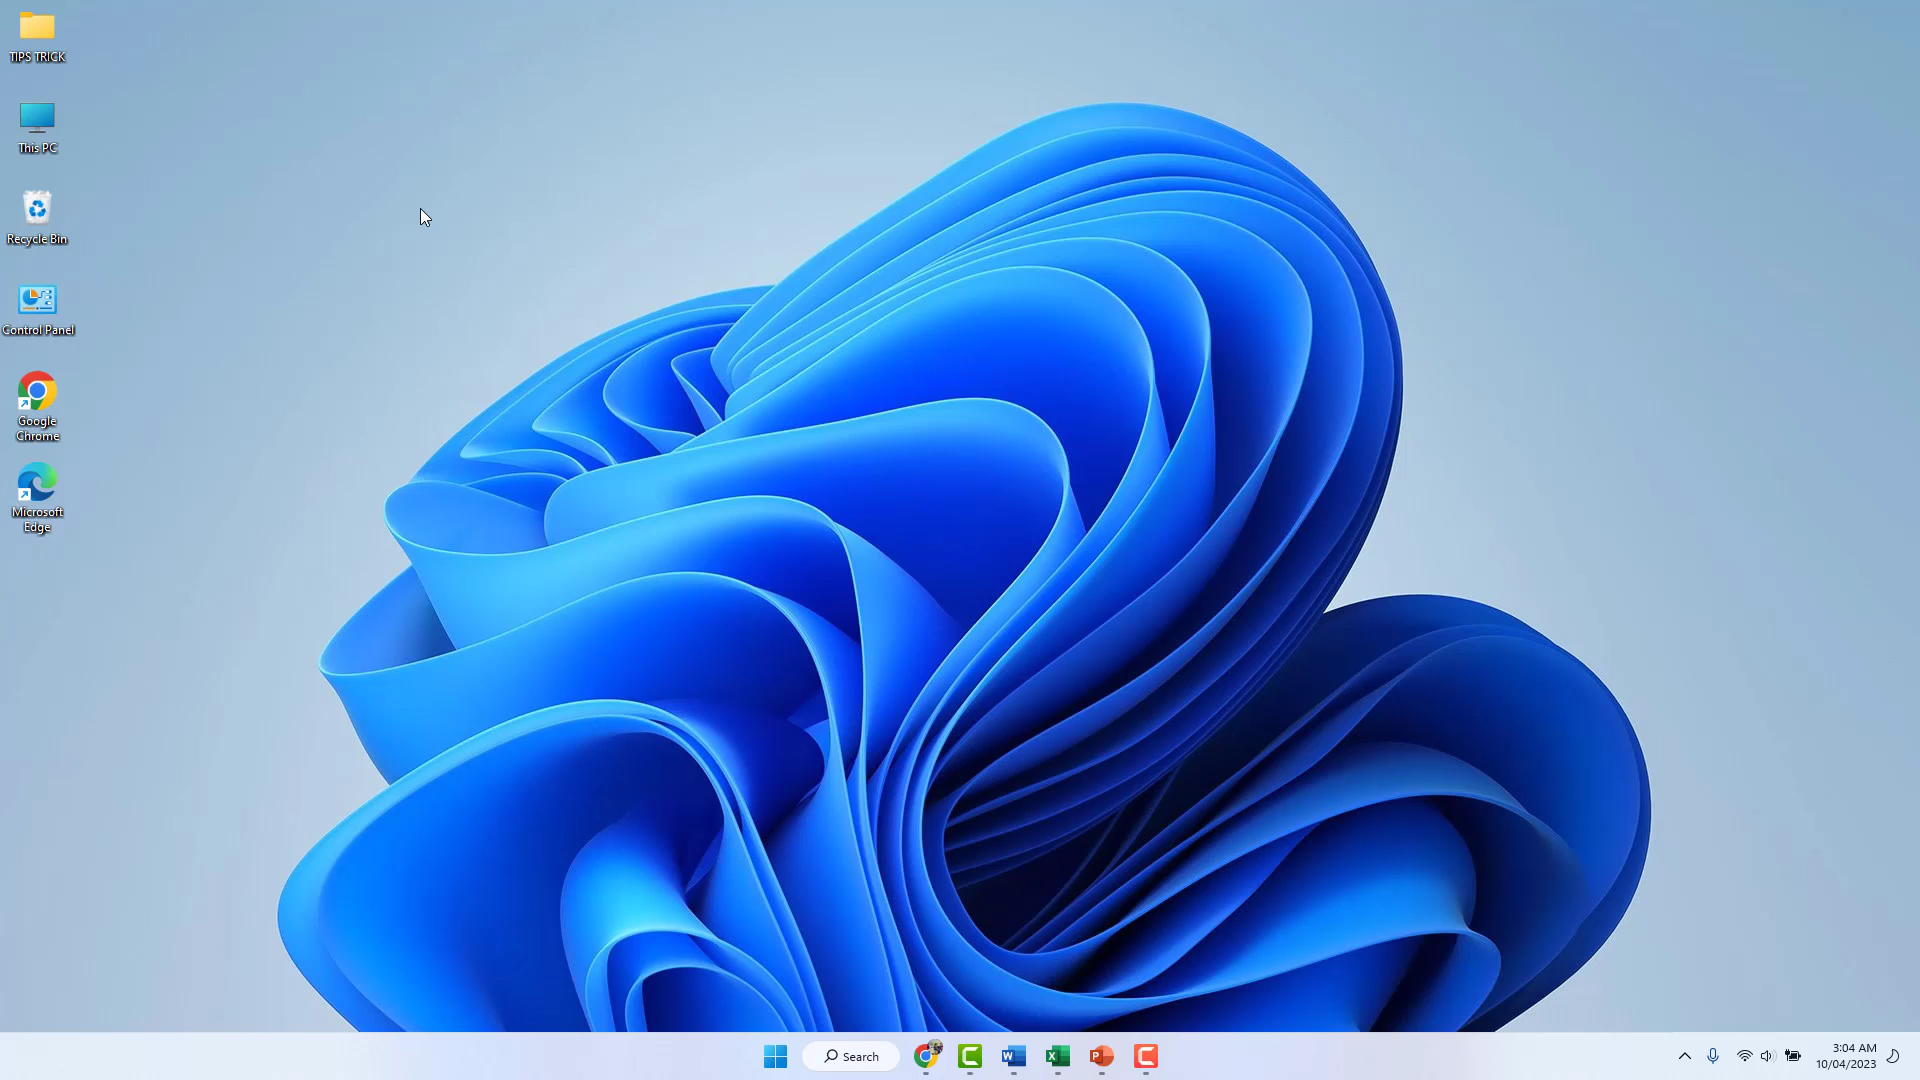 TIPS TRICK
This PC
Recycle Bin
Control Panel
Google
Chrome
Microsoft
Edge
Search
3:04 AM
10/04/2023